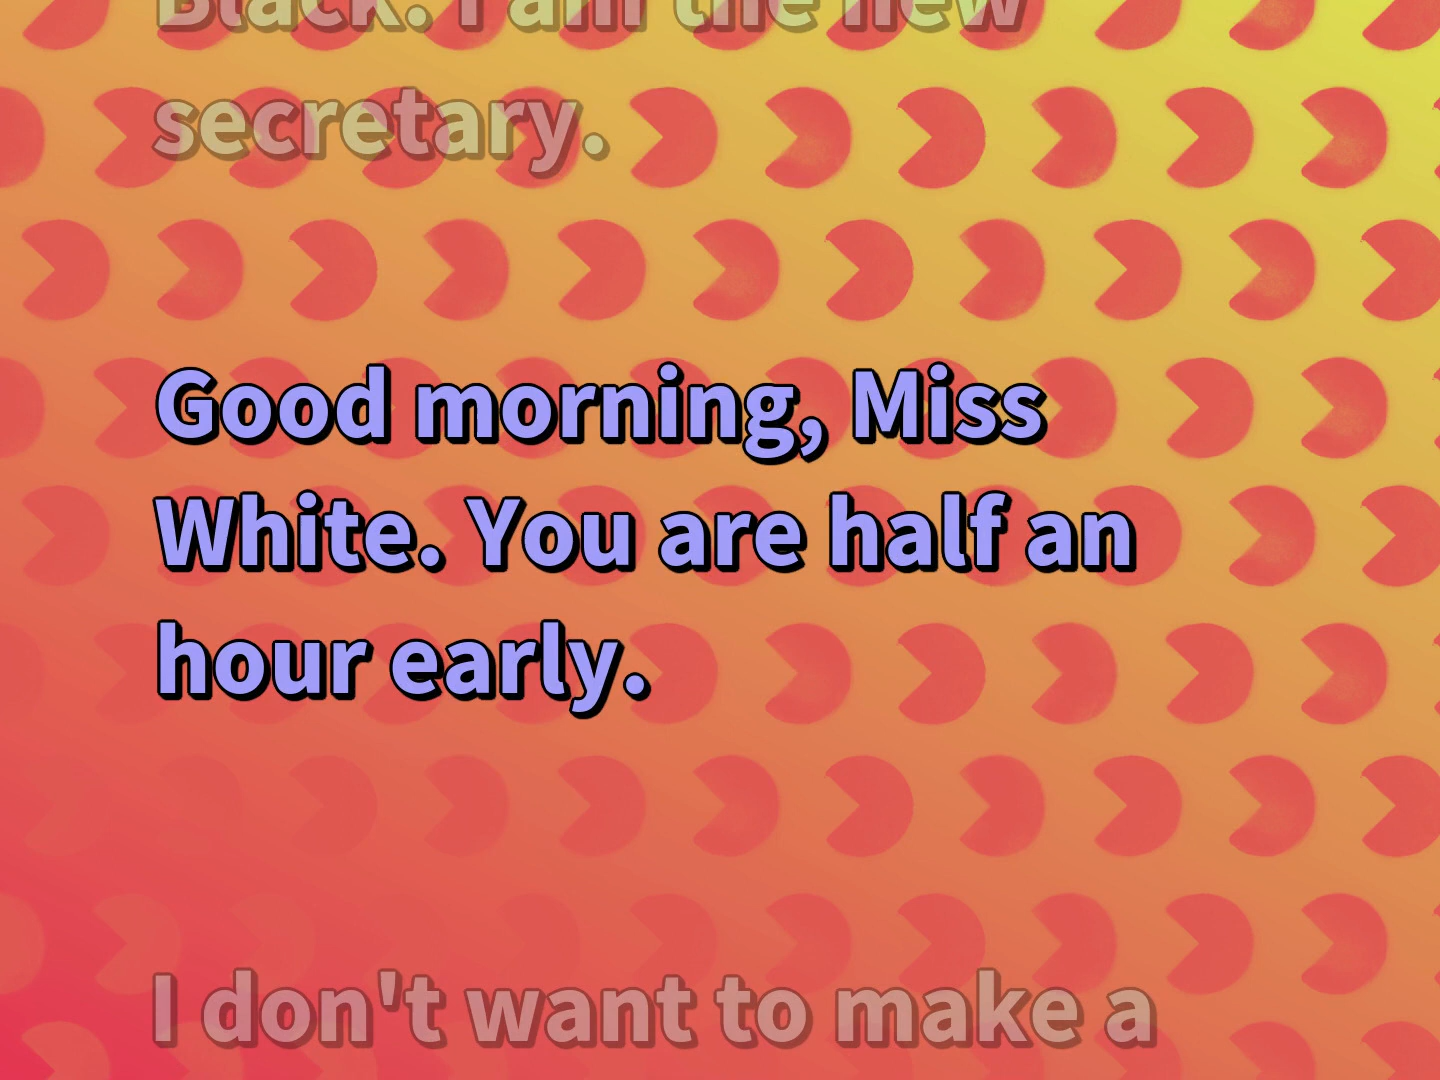 Black. I am the new
secretary.
Good morning, Miss
White. You are half an
hour early.
I don't want to make a